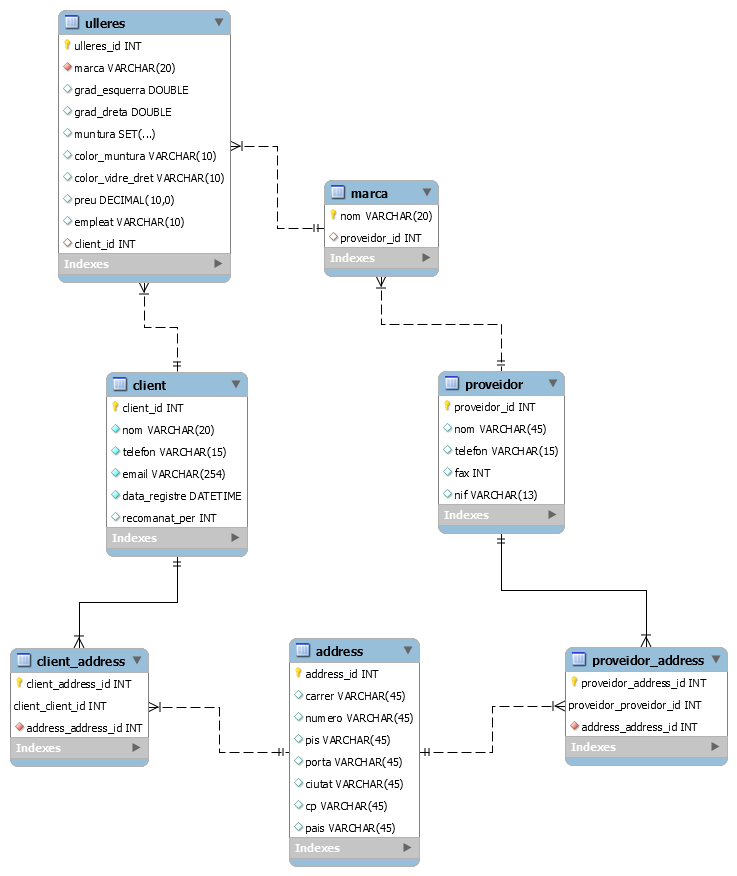 ulleres
ulleres_id INT
marca VARCHAR(20)
grad_esquerra DOUBLE
grad_dreta DOUBLE
muntura SET(...)
color_muntura VARCHAR(10)
color_vidre_dret VARCHAR(10)
preu DECIMAL(10,0)
empleat VARCHAR(10)
client_id INT
Indexes
marca
nom VARCHAR(20)
proveidor_id INT
Indexes
client
client_id INT
nom VARCHAR(20)
telefon VARCHAR(15)
email VARCHAR(254)
data_registre DATETIME
recomanat_per INT
Indexes
proveidor
proveidor_id INT
nom VARCHAR(45)
telefon VARCHAR(15)
fax INT
nif VARCHAR(13)
Indexes
client_address
client_address_id INT
client_client_id INT
address_address_id INT
Indexes
address
address_id INT
carrer VARCHAR(45)
numero VARCHAR(45)
pis VARCHAR(45)
porta VARCHAR(45)
ciutat VARCHAR(45)
cp VARCHAR(45)
pais VARCHAR(45)
Indexes
proveidor_address
proveidor_address_id INT
proveidor_proveidor_id INT
address_address_id INT
Indexes